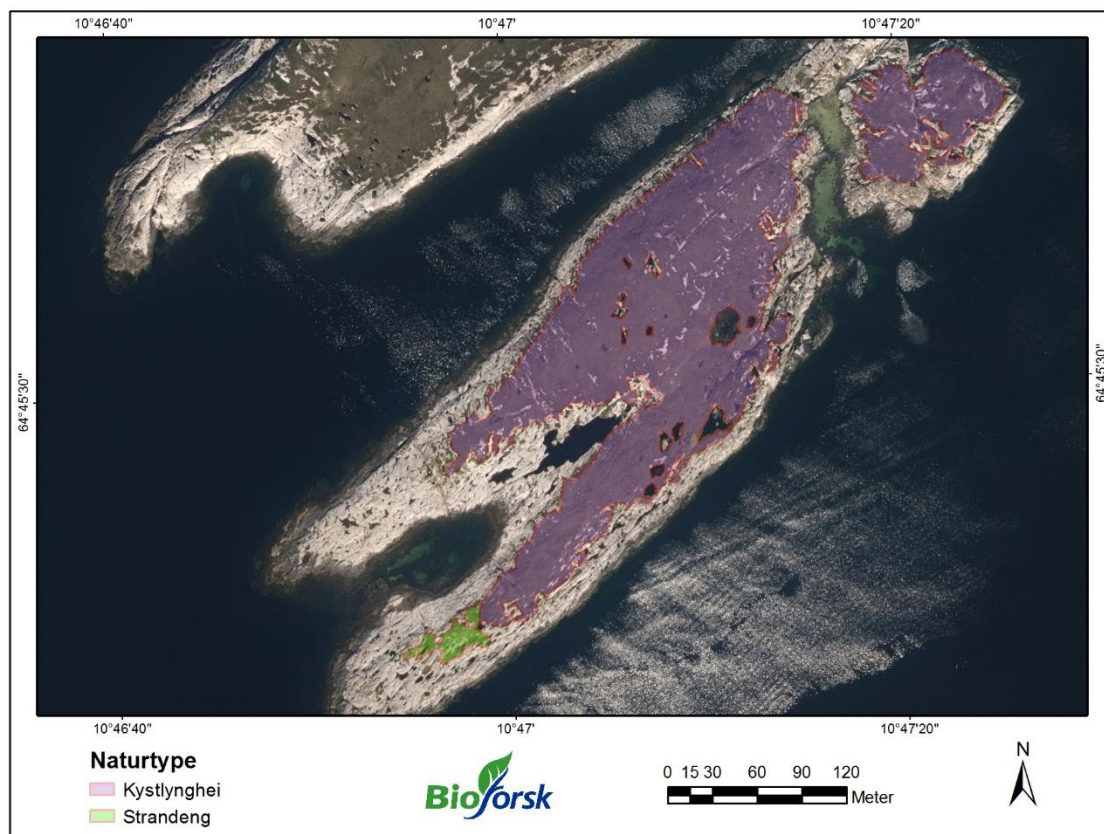 10°46'40" 10°47' 10°47'20"
64°45'30" 64°45'30"
10°46'40" 10°47' 10°47'20"
Naturtype
Kystlynghei
Strandeng
Bioforsk
0 15 30 60 90 120
Meter
N